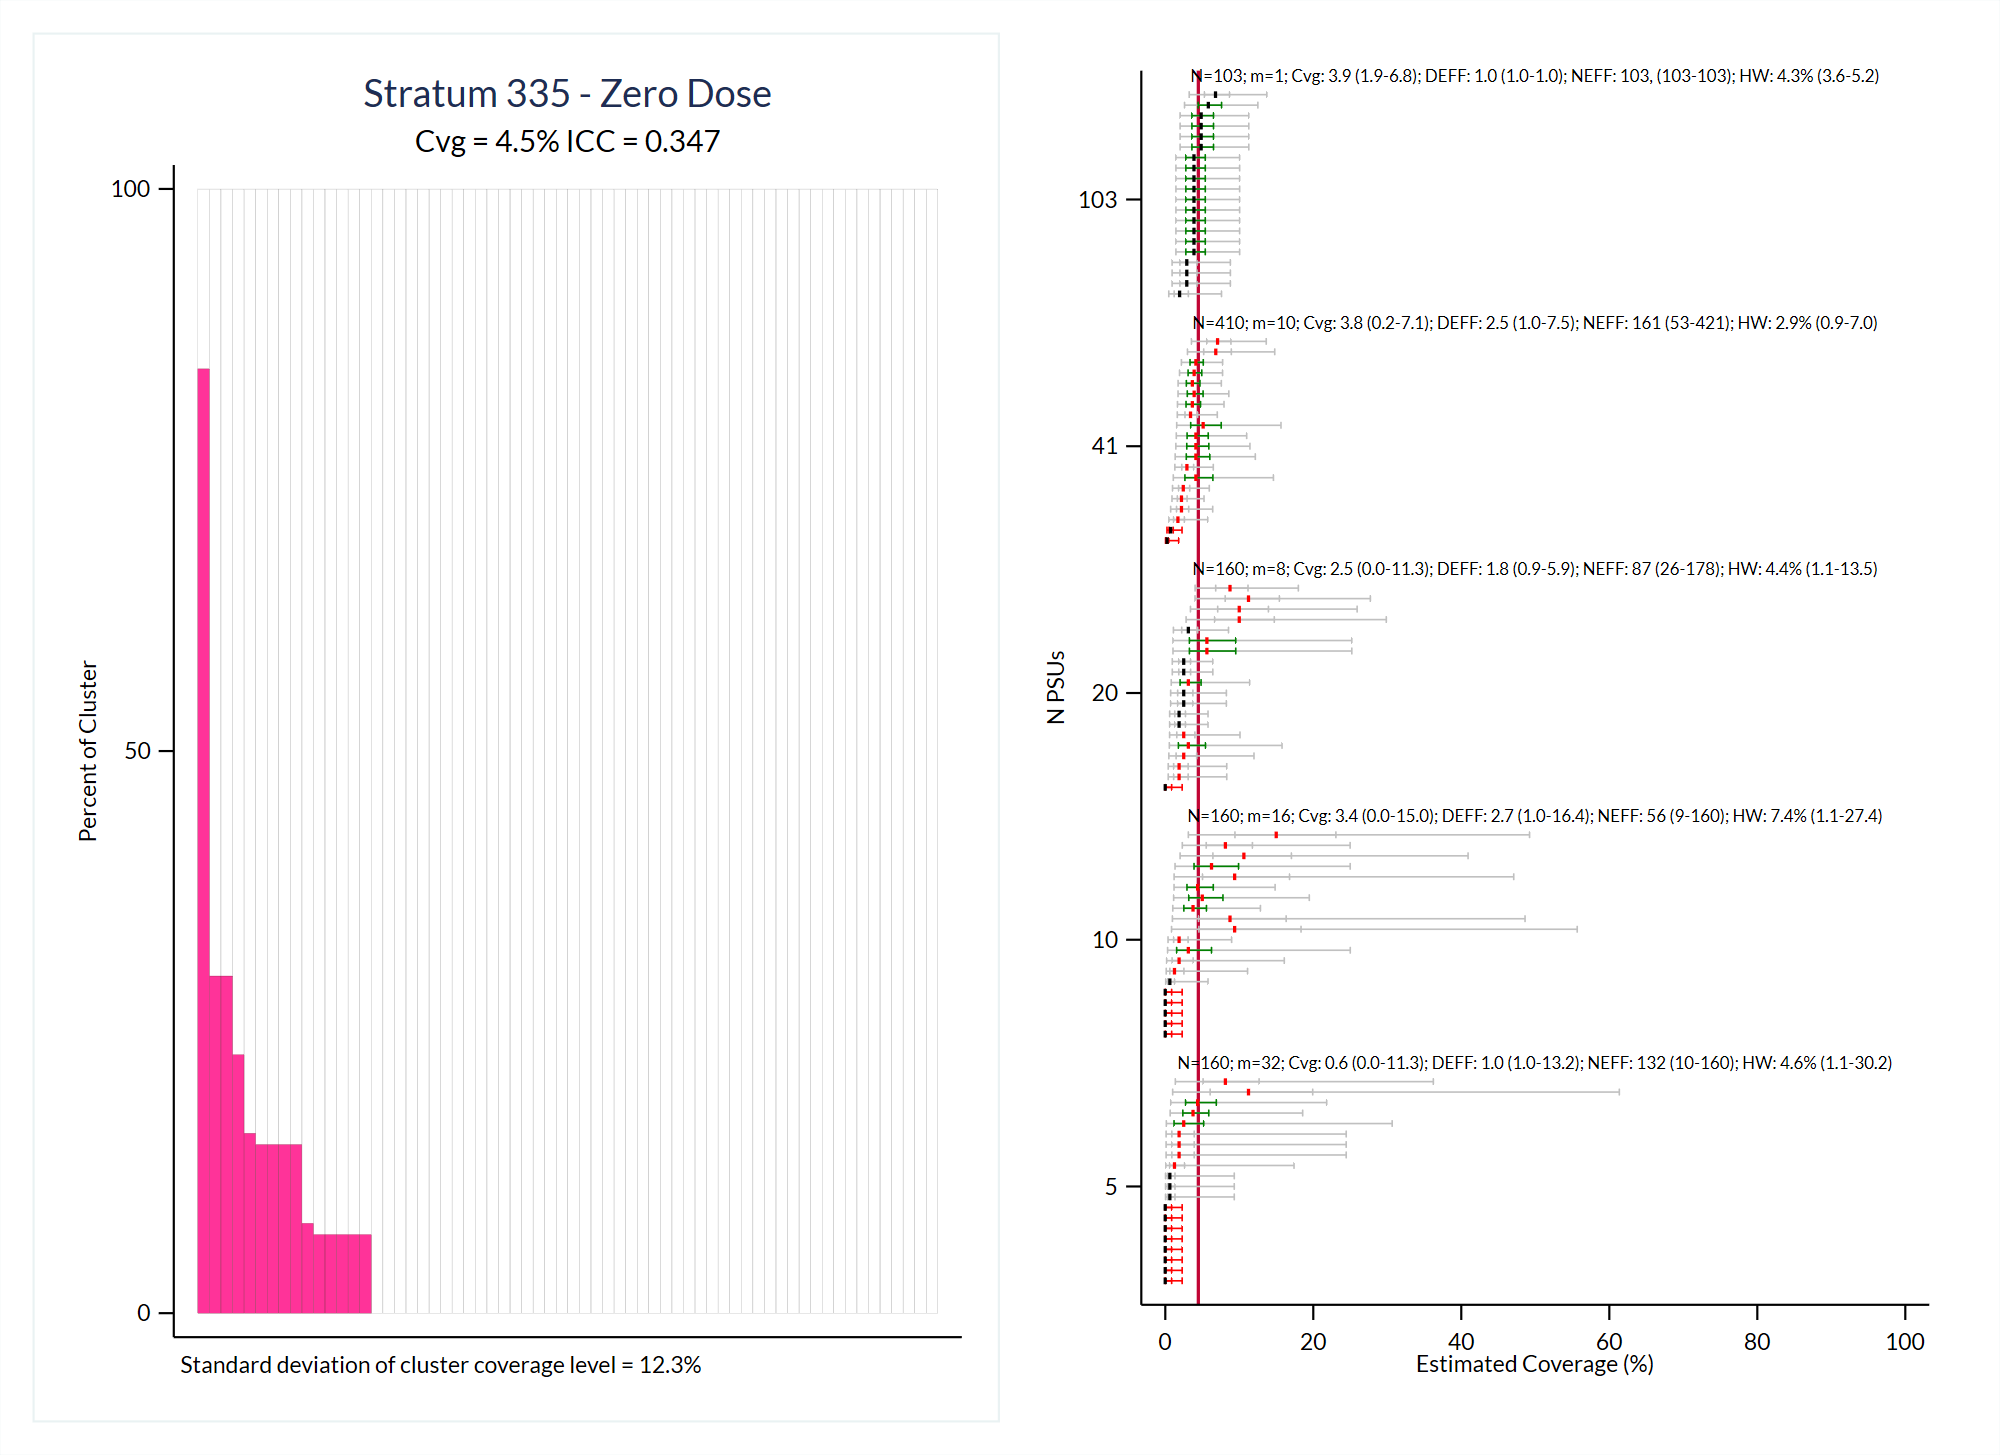 Stratum 335 - Zero Dose
Cvg = 4.5% ICC = 0.347
100
50
0
Percent of Cluster
Standard deviation of cluster coverage level = 12.3%
N=103; m=1; Cvg: 3.9 (1.9-6.8); DEFF: 1.0 (1.0-1.0); NEFF: 103, (103-103); HW: 4.3% (3.6-5.2)
103
N=410; m=10; Cvg: 3.8 (0.2-7.1); DEFF: 2.5 (1.0-7.5); NEFF: 161 (53-421); HW: 2.9% (0.9-7.0)
41
N=160; m=8; Cvg: 2.5 (0.0-11.3); DEFF: 1.8 (0.9-5.9); NEFF: 87 (26-178); HW: 4.4% (1.1-13.5)
N PSUs
20
N=160; m=16; Cvg: 3.4 (0.0-15.0); DEFF: 2.7 (1.0-16.4); NEFF: 56 (9-160); HW: 7.4% (1.1-27.4)
10
N=160; m=32; Cvg: 0.6 (0.0-11.3); DEFF: 1.0 (1.0-13.2); NEFF: 132 (10-160); HW: 4.6% (1.1-30.2)
5
0 20 40 60 80 100
Estimated Coverage (%)